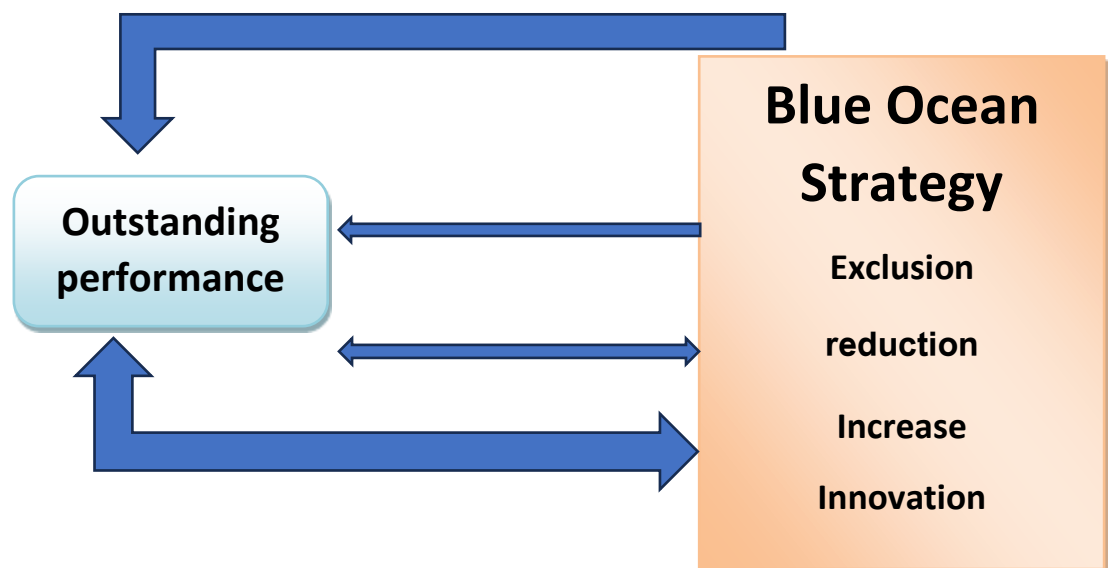 Blue Ocean
Strategy
Outstanding
performance
Exclusion
reduction
Increase
Innovation